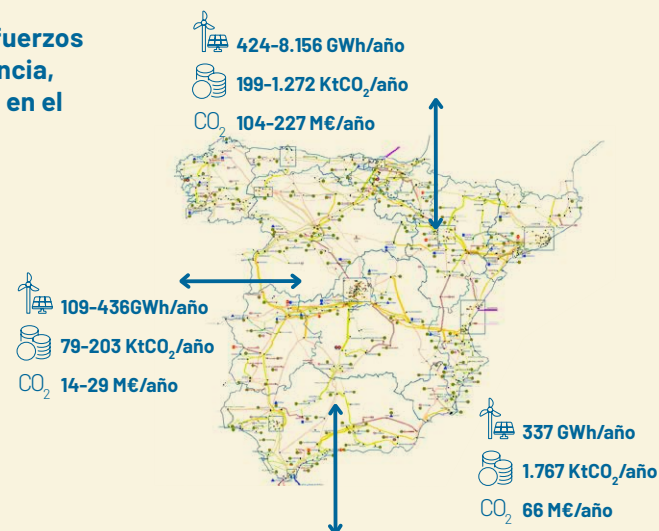 fuerzos
ncia,
en el
424-8.156 GWh/año
199-1.272 KtCO₂/año
CO₂ 104-227 M€/año
109-436GWh/año
79-203 KtCO₂/año
CO₂ 14-29 M€/año
337 GWh/año
1.767 KtCO₂/año
CO₂ 66 M€/año